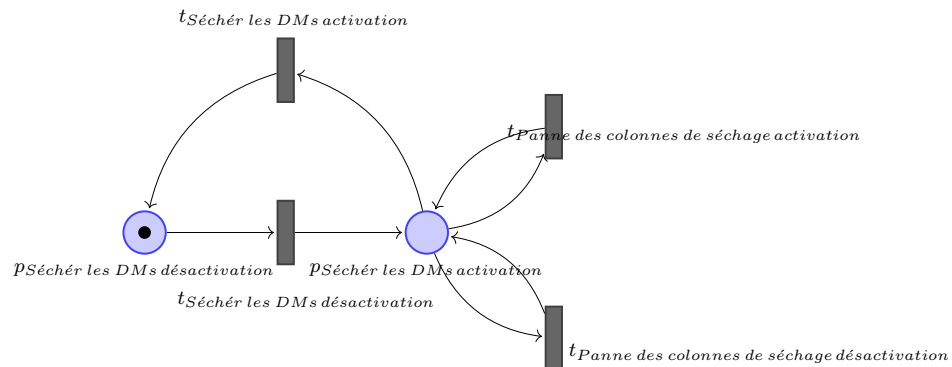 tSéchér les DMs activation
tPanne des colonnes de séchage activation
pSéchér les DMs désactivation
pSéchér les DMs activation
tSéchér les DMs désactivation
tPanne des colonnes de séchage désactivation